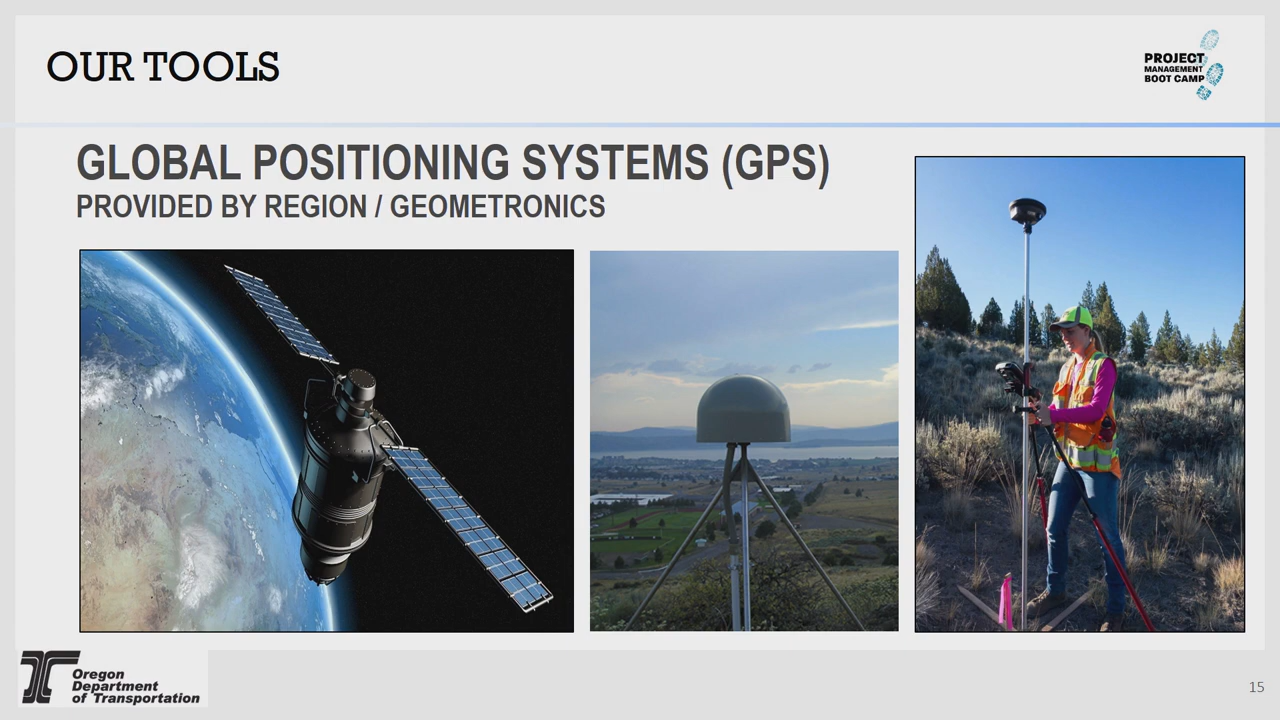 OUR TOOLS
PROJECT
MANAGEMENT
BOOT CAMP
GLOBAL POSITIONING SYSTEMS (GPS)
PROVIDED BY REGION / GEOMETRONICS
Oregon
Department
of Transportation
15